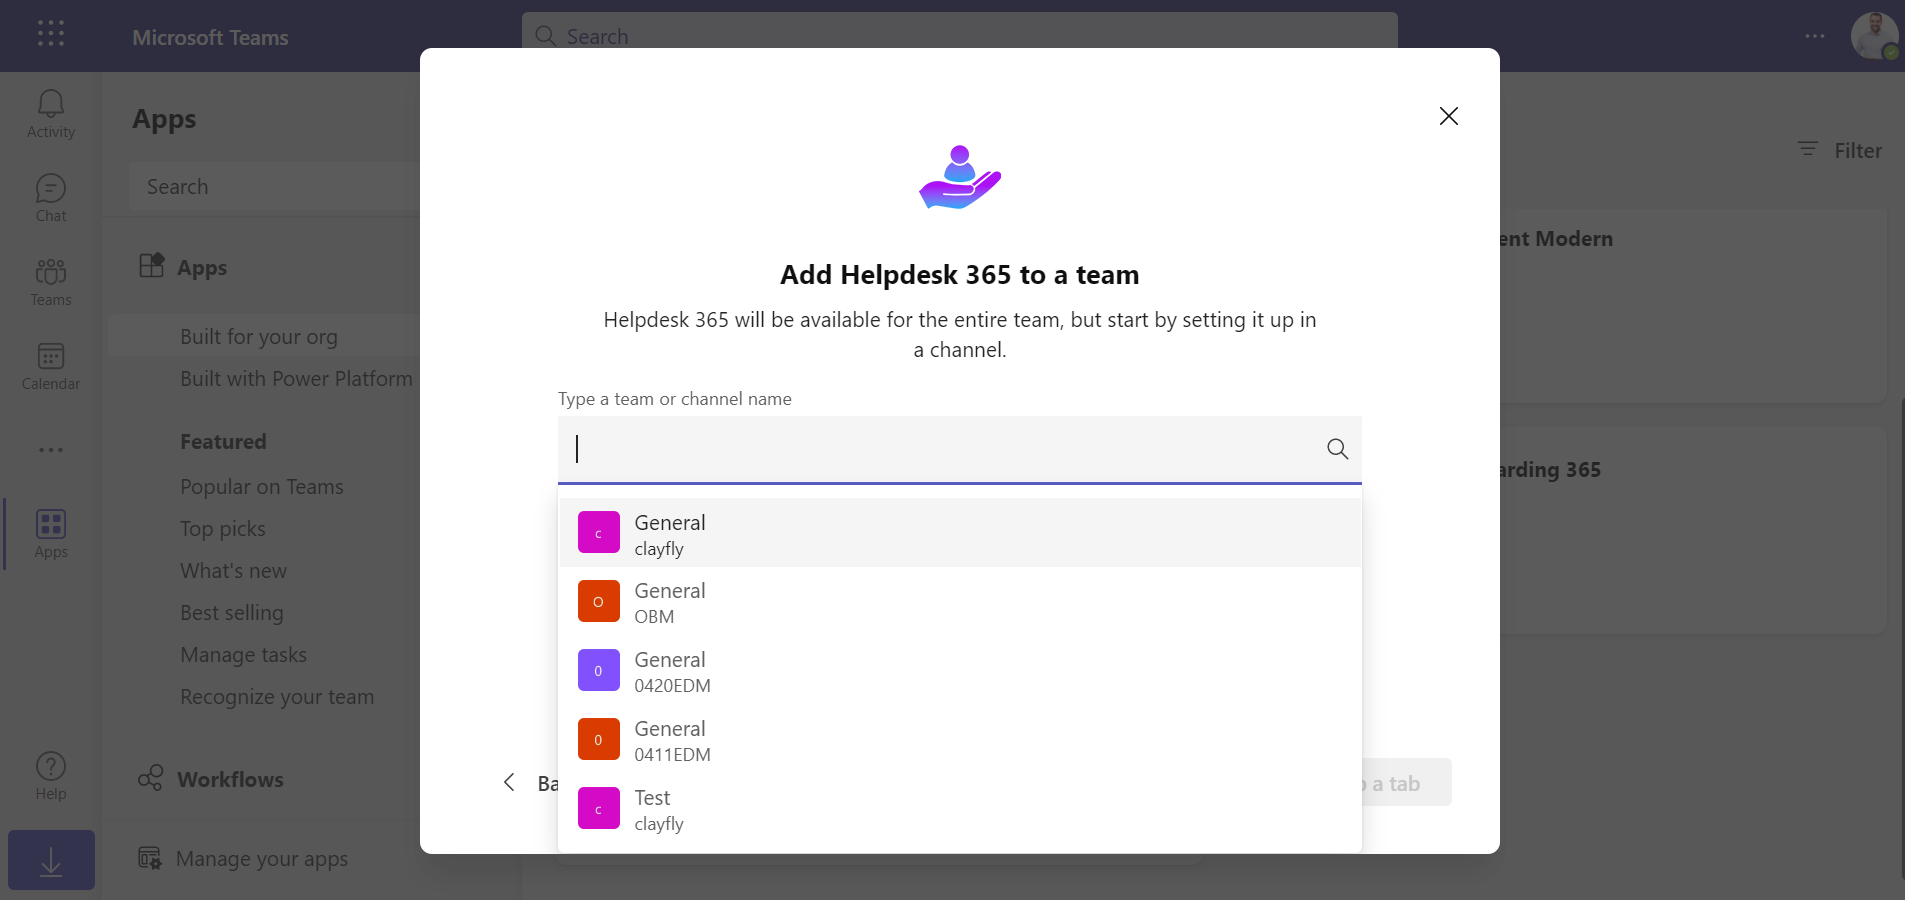 Microsoft Teams
Search
Activity
Chat
Teams
Calendar
Apps
Help
Apps
Search
Apps
Built for your org
Built with Power Platform
Featured
Popular on Teams
Top picks
What's new
Best selling
Manage tasks
Recognize your team
Workflows
Manage your apps
Add Helpdesk 365 to a team
Helpdesk 365 will be available for the entire team, but start by setting it up in
a channel.
Type a team or channel name
c
General
clayfly
O
General
OBM
0
General
0420EDM
0
General
0411EDM
c
Test
clayfly
a tab
Filter
Modern
365